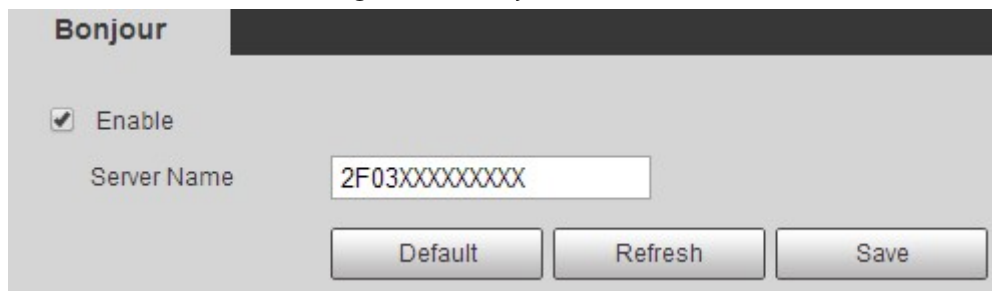 Bonjour
Enable
Server Name 2F03XXXXXXXXX
Default Refresh Save